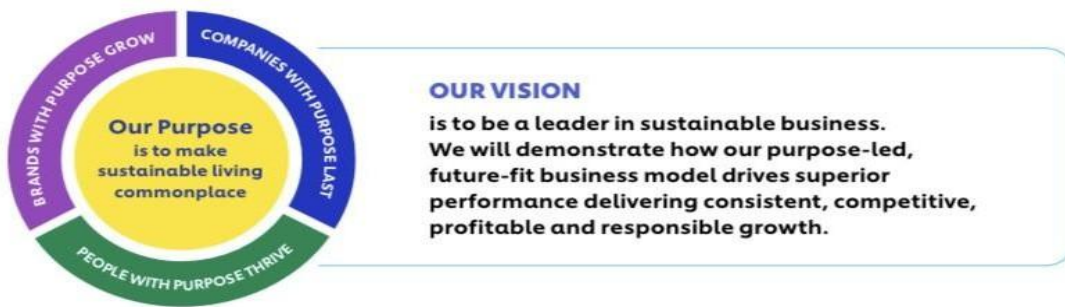 BRANDS WITH PURPOSE GROW
COMPANIES WITH PURPOSE LAST
PEOPLE WITH PURPOSE THRIVE
Our Purpose
is to make
sustainable living
commonplace
OUR VISION
is to be a leader in sustainable business.
We will demonstrate how our purpose-led,
future-fit business model drives superior
performance delivering consistent, competitive,
profitable and responsible growth.